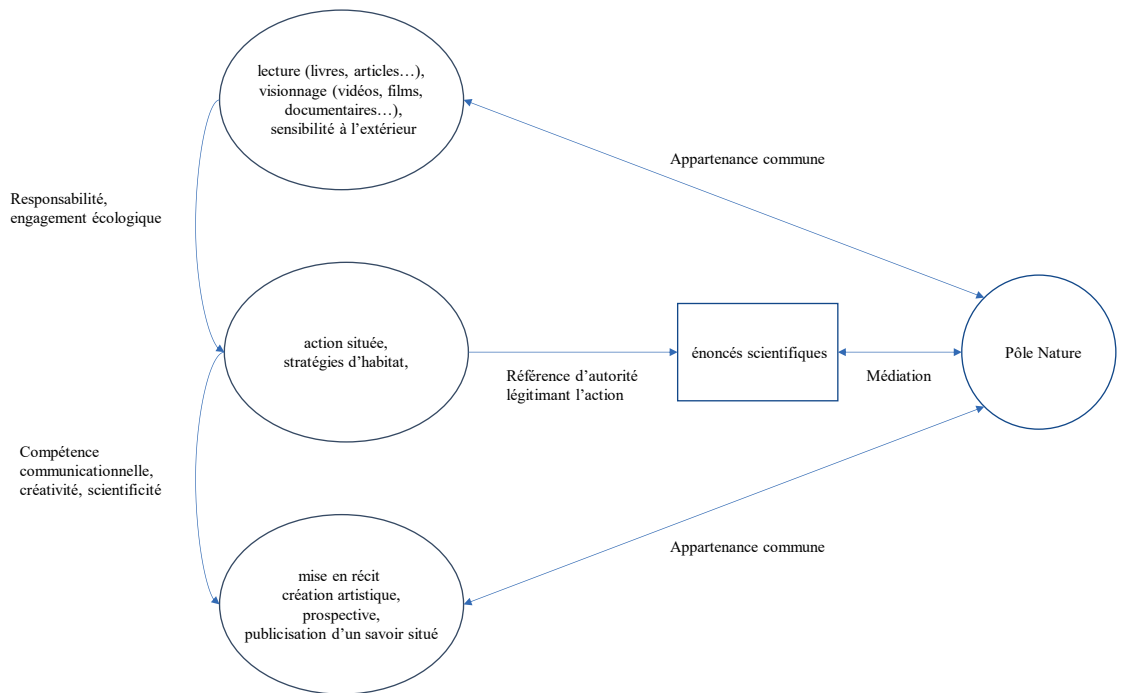 lecture (livres, articles…),
visionnage (vidéos, films,
documentaires…),
sensibilité à l’extérieur
Appartenance commune
Responsabilité,
engagement écologique
action située,
stratégies d’habitat,
Référence d’autorité
légitimant l’action
énoncés scientifiques
Médiation
Pôle Nature
Compétence
communicationnelle,
créativité, scientificité
Appartenance commune
mise en récit
création artistique,
prospective,
publicisation d’un savoir situé